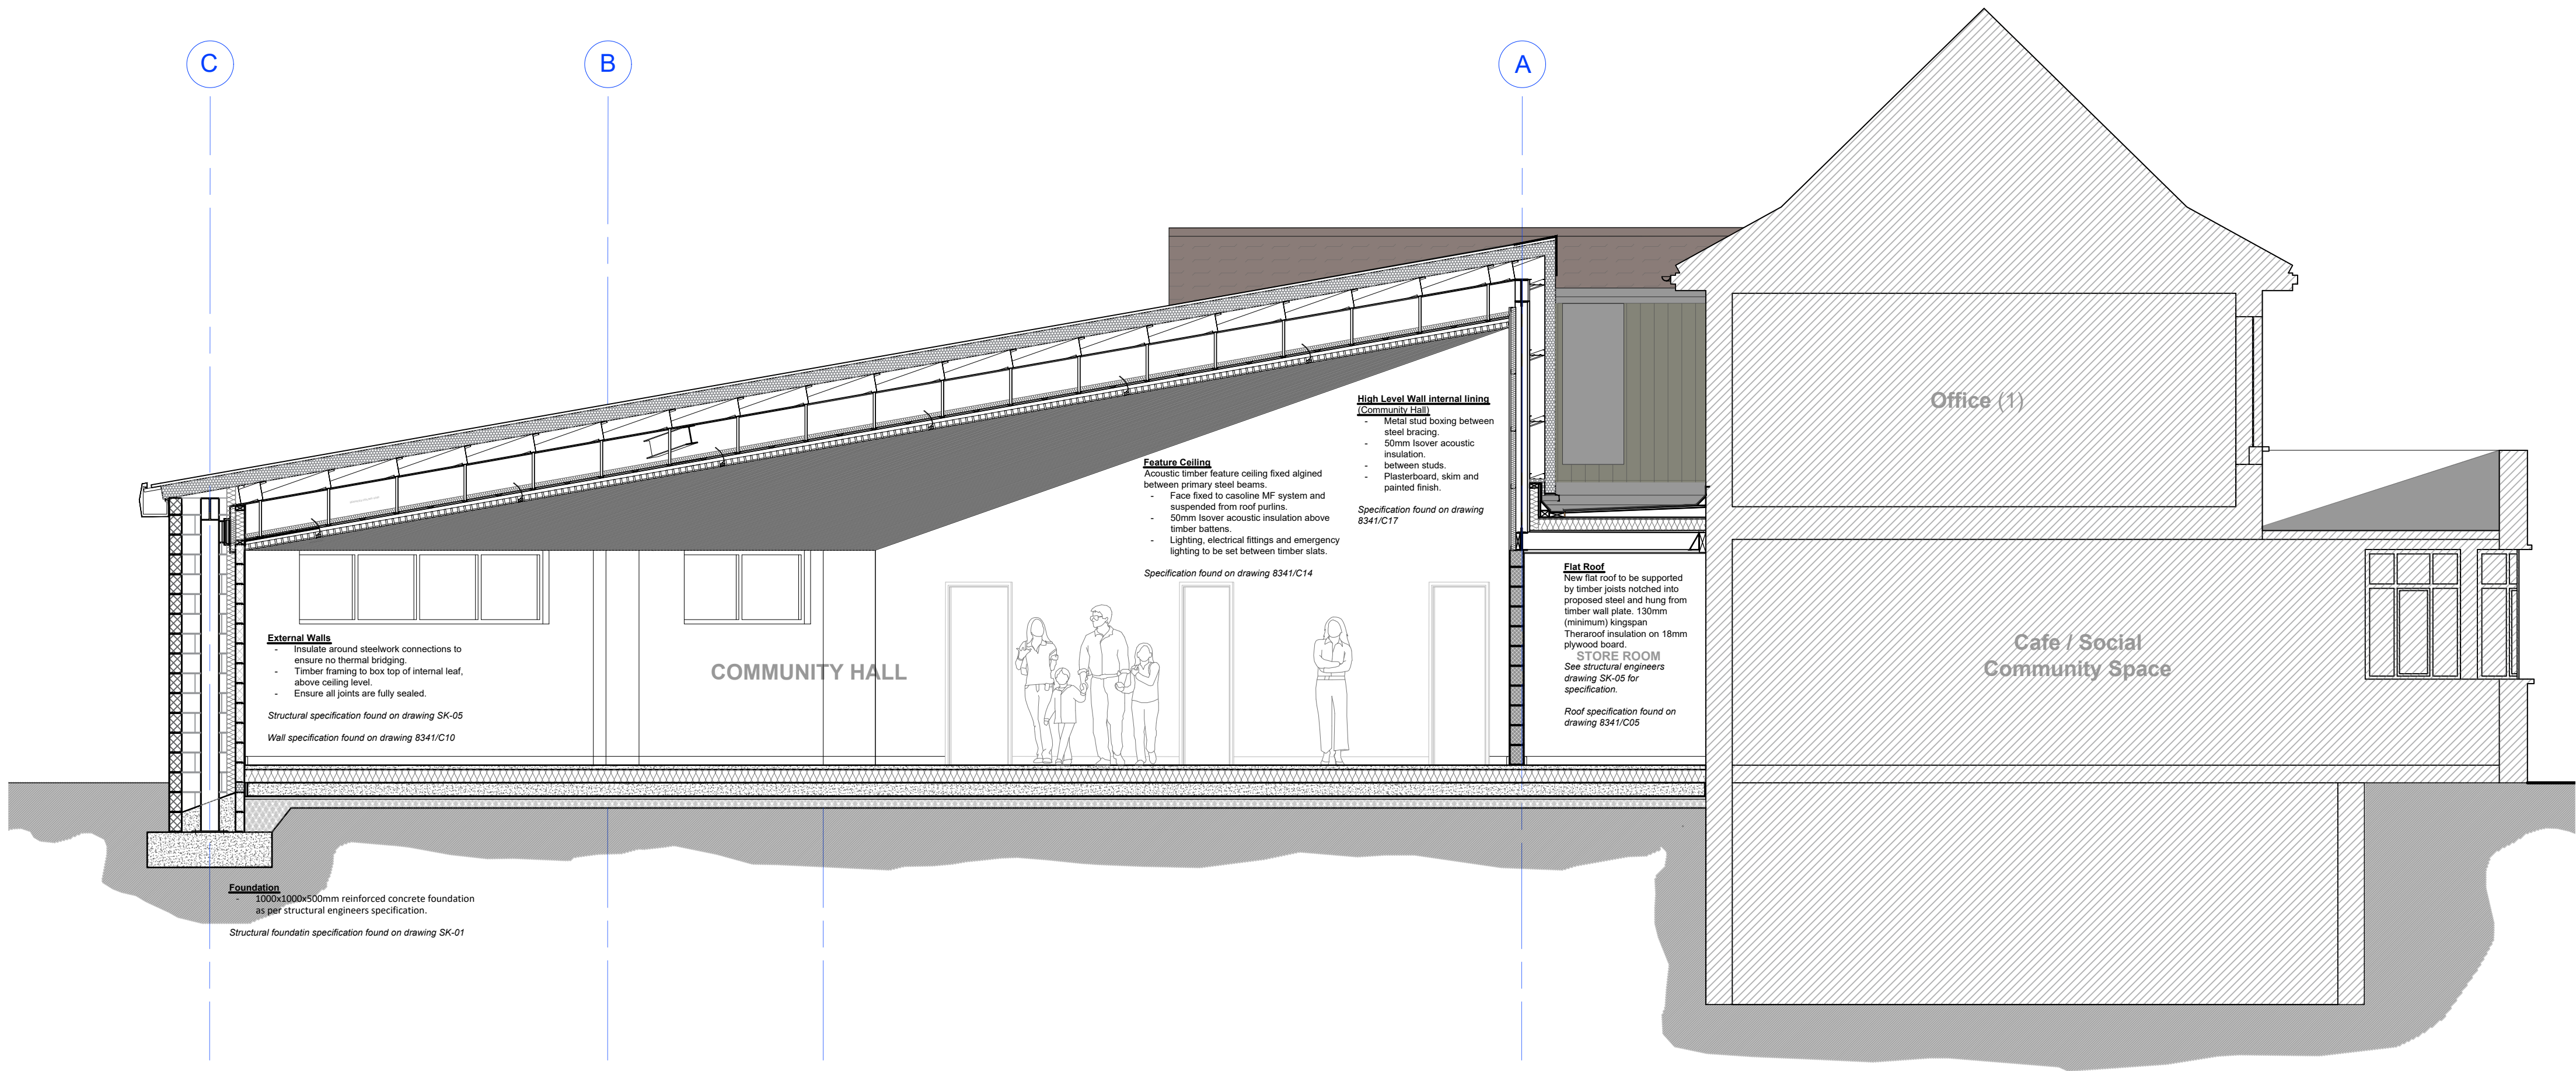 C
B
A
High Level Wall internal lining
(Community Hall)
- Metal stud boxing between
steel bracing.
- 50mm Isover acoustic
insulation.
- between studs.
- Plasterboard, skim and
painted finish.
Specification found on drawing
8341/C17
Office (1)
Feature Ceiling
Acoustic timber feature ceiling fixed algined
between primary steel beams.
- Face fixed to casoline MF system and
suspended from roof purlins.
- 50mm Isover acoustic insulation above
timber battens.
- Lighting, electrical fittings and emergency
lighting to be set between timber slats.
Specification found on drawing 8341/C14
Flat Roof
New flat roof to be supported
by timber joists notched into
proposed steel and hung from
timber wall plate. 130mm
(minimum) kingspan
Theraroof insulation on 18mm
plywood board.
STORE ROOM
See structural engineers
drawing SK-05 for
specification.
Roof specification found on
drawing 8341/C05
External Walls
- Insulate around steelwork connections to
ensure no thermal bridging.
- Timber framing to box top of internal leaf,
above ceiling level.
- Ensure all joints are fully sealed.
Structural specification found on drawing SK-05
Wall specification found on drawing 8341/C10
COMMUNITY HALL
Cafe / Social
Community Space
Foundation
- 1000x1000x500mm reinforced concrete foundation
as per structural engineers specification.
Structural foundatin specification found on drawing SK-01